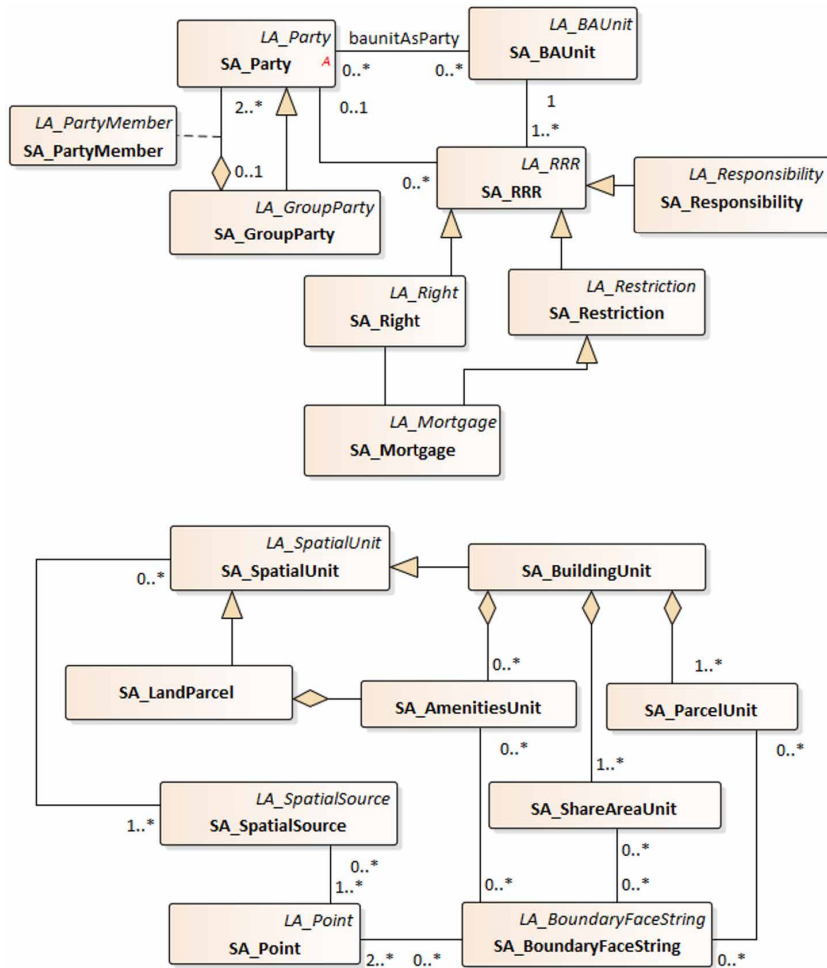 LA_Party
SA_Party
A
baunitAsParty
0..*
0..*
LA_BAUnit
SA_BAUnit
2..*
0..1
1
1..*
LA_PartyMember
SA_PartyMember
0..1
0..*
LA_RRR
SA_RRR
LA_Responsibility
SA_Responsibility
LA_GroupParty
SA_GroupParty
LA_Right
SA_Right
LA_Restriction
SA_Restriction
LA_Mortgage
SA_Mortgage
LA_SpatialUnit
SA_SpatialUnit
0..*
SA_BuildingUnit
0..*
1..*
SA_LandParcel
SA_AmenitiesUnit
SA_ParcelUnit
0..*
0..*
1..*
LA_SpatialSource
SA_SpatialSource
1..*
SA_ShareAreaUnit
0..*
1..*
0..*
0..*
0..*
LA_Point
SA_Point
2..*
0..*
LA_BoundaryFaceString
SA_BoundaryFaceString
0..*